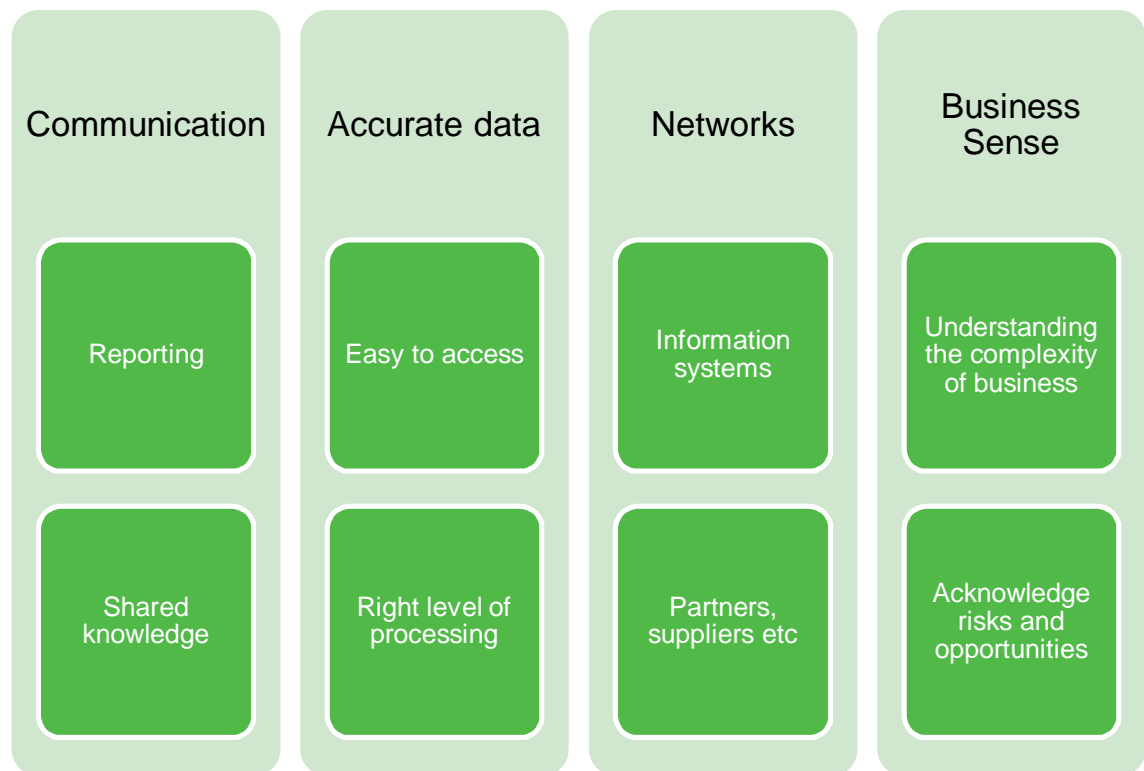 Communication
Reporting
Shared
knowledge
Accurate data
Easy to access
Right level of
processing
Networks
Information
systems
Partners,
suppliers etc
Business
Sense
Understanding
the complexity
of business
Acknowledge
risks and
opportunities